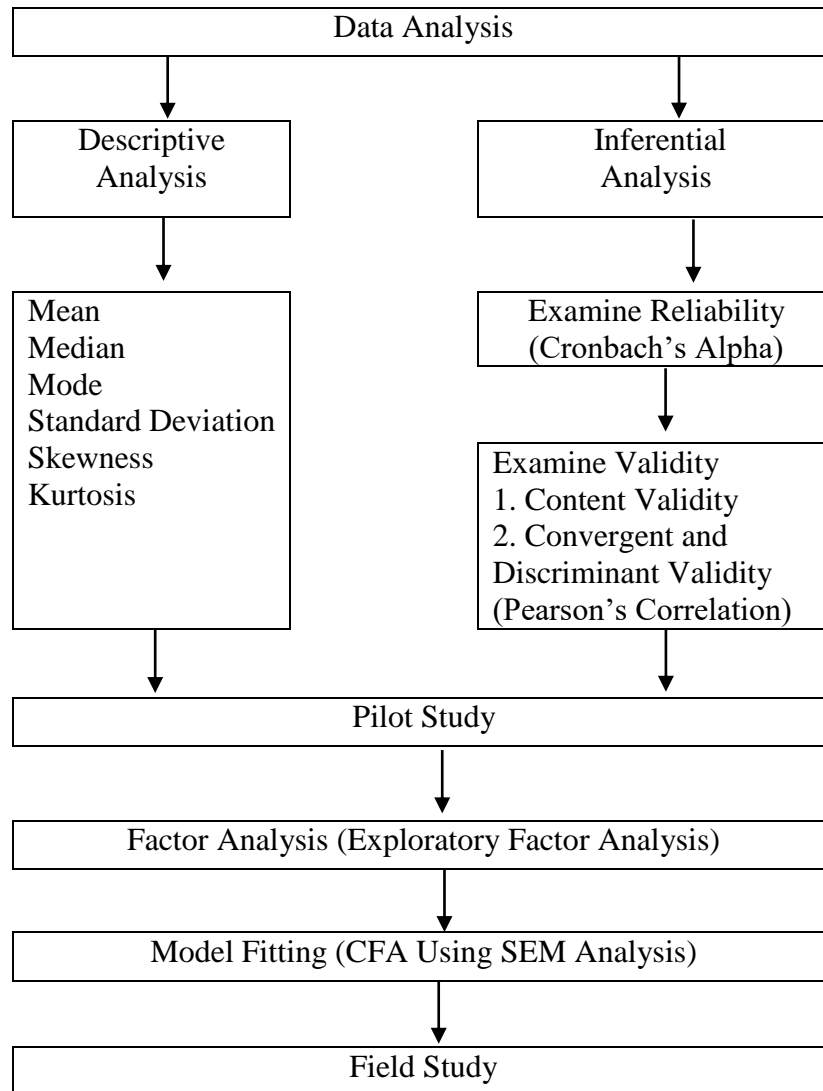 Data Analysis
Descriptive
Analysis
Inferential
Analysis
Mean
Median
Mode
Standard Deviation
Skewness
Kurtosis
Examine Reliability
(Cronbach’s Alpha)
Examine Validity
1. Content Validity
2. Convergent and
Discriminant Validity
(Pearson’s Correlation)
Pilot Study
Factor Analysis (Exploratory Factor Analysis)
Model Fitting (CFA Using SEM Analysis)
Field Study